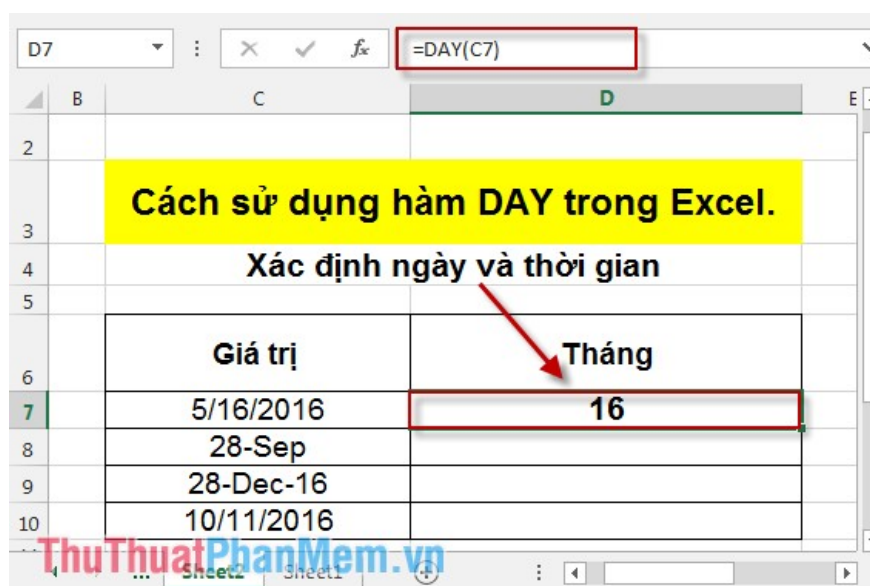 D7 fx =DAY(C7)
B C D E
2
3 Cách sử dụng hàm DAY trong Excel.
4 Xác định ngày và thời gian
5
6 Giá trị Tháng
7 5/16/2016 16
8 28-Sep
9 28-Dec-16
10 10/11/2016
ThuThuatPhanMem.vn
... Sheet2 Sheet1